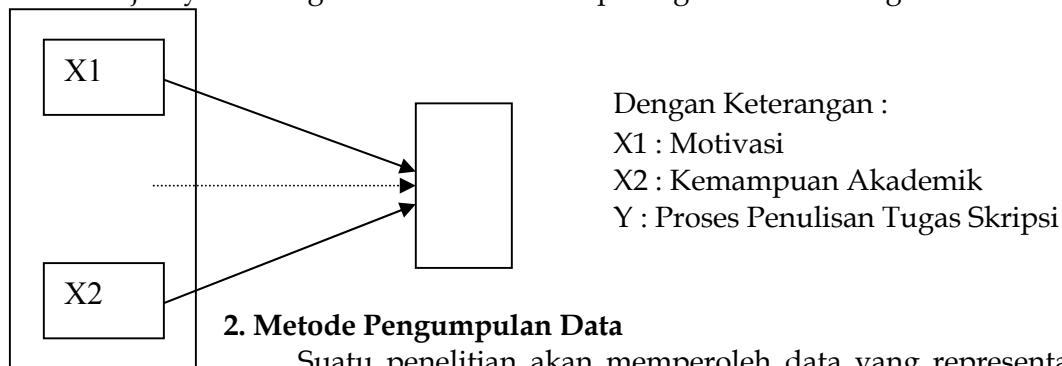 X1
Dengan Keterangan :
X1 : Motivasi
X2 : Kemampuan Akademik
Y : Proses Penulisan Tugas Skripsi
X2
2. Metode Pengumpulan Data
Suatu penelitian akan memperoleh data yang